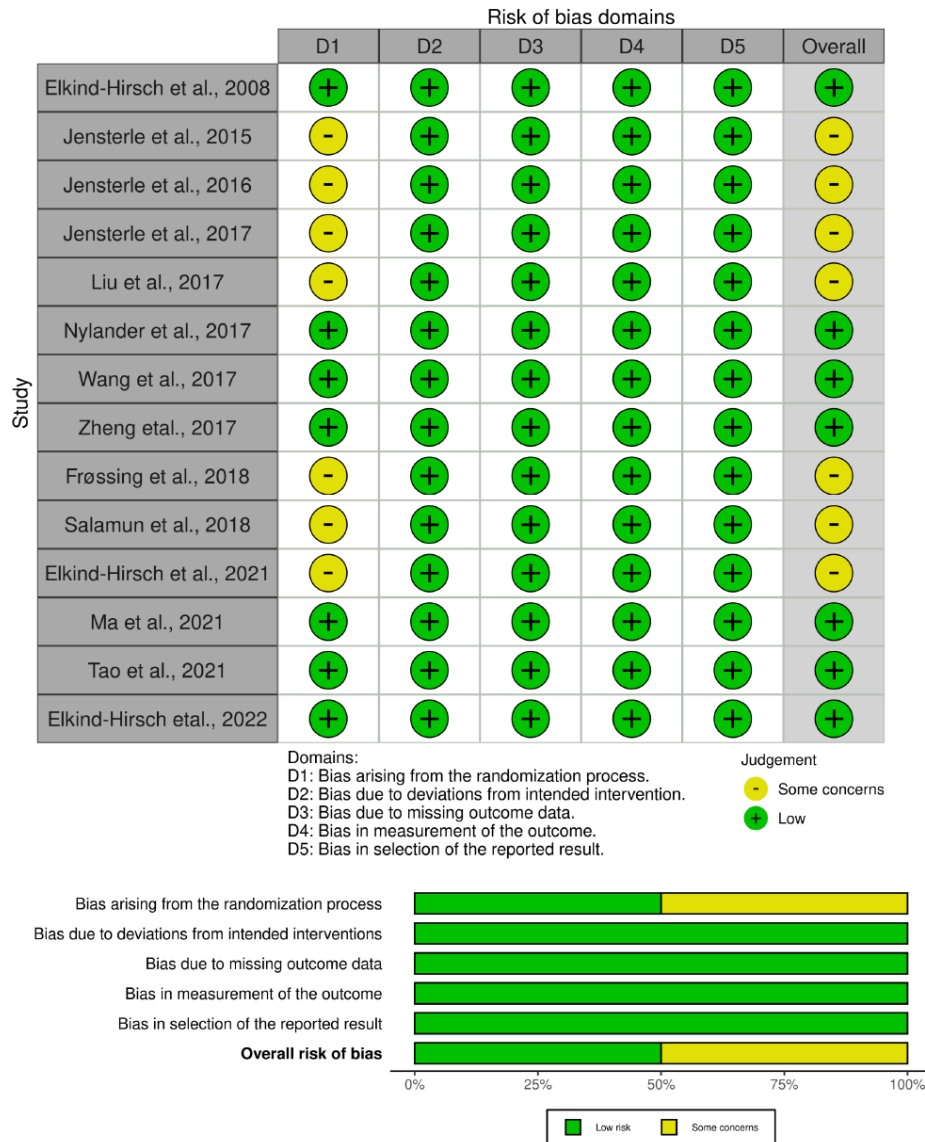 Risk of bias domains
D1 D2 D3 D4 D5 Overall
Study
Elkind-Hirsch et al., 2008 + + + + + +
Jensterle et al., 2015 - + + + + -
Jensterle et al., 2016 - + + + + -
Jensterle et al., 2017 - + + + + -
Liu et al., 2017 - + + + + -
Nylander et al., 2017 + + + + + +
Wang et al., 2017 + + + + + +
Zheng etal., 2017 + + + + + +
Frøssing et al., 2018 - + + + + -
Salamun et al., 2018 - + + + + -
Elkind-Hirsch et al., 2021 - + + + + -
Ma et al., 2021 + + + + + +
Tao et al., 2021 + + + + + +
Elkind-Hirsch etal., 2022 + + + + + +
Domains:
D1: Bias arising from the randomization process.
D2: Bias due to deviations from intended intervention.
D3: Bias due to missing outcome data.
D4: Bias in measurement of the outcome.
D5: Bias in selection of the reported result.
Judgement
- Some concerns
+ Low
Bias arising from the randomization process
Bias due to deviations from intended interventions
Bias due to missing outcome data
Bias in measurement of the outcome
Bias in selection of the reported result
Overall risk of bias
0% 25% 50% 75% 100%
Low risk Some concerns